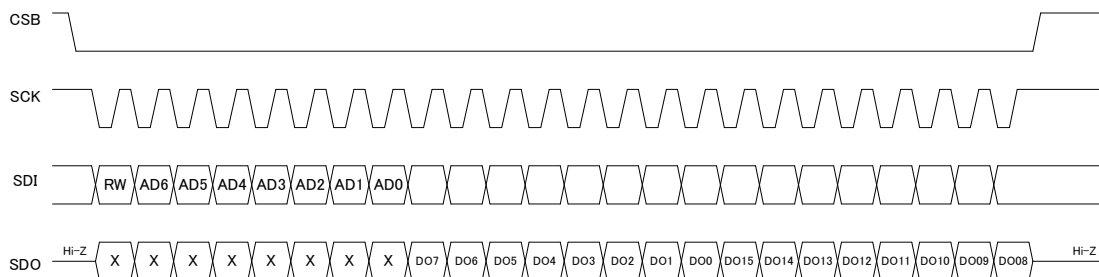 CSB
SCK
SDI RW AD6 AD5 AD4 AD3 AD2 AD1 AD0
Hi-Z Hi-Z
SDO X X X X X X X X DO7 DO6 DO5 DO4 DO3 DO2 DO1 DO0 DO15 DO14 DO13 DO12 DO11 DO10 DO09 DO08